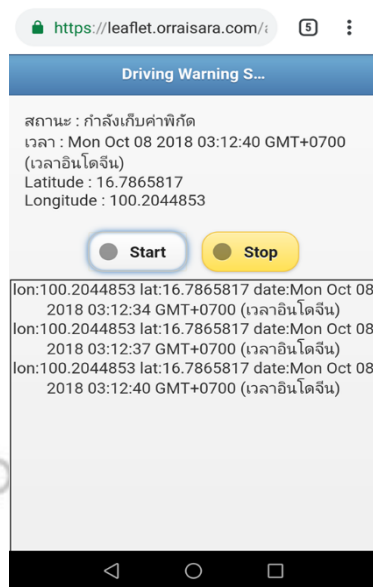 https://leaflet.orraisara.com/
5
Driving Warning S...
สถานะ : กำลังเก็บค่าพิกัด
เวลา : Mon Oct 08 2018 03:12:40 GMT+0700
(เวลาอินโดจีน)
Latitude : 16.7865817
Longitude : 100.2044853
Start
Stop
lon:100.2044853 lat:16.7865817 date:Mon Oct 08
2018 03:12:34 GMT+0700 (เวลาอินโดจีน)
lon:100.2044853 lat:16.7865817 date:Mon Oct 08
2018 03:12:37 GMT+0700 (เวลาอินโดจีน)
lon:100.2044853 lat:16.7865817 date:Mon Oct 08
2018 03:12:40 GMT+0700 (เวลาอินโดจีน)